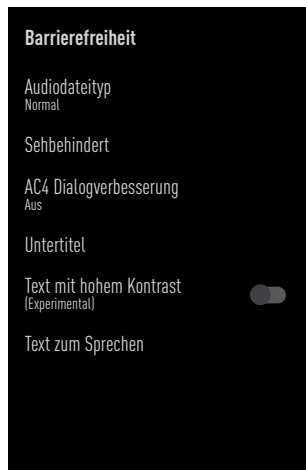 Barrierefreiheit
Audiodateityp
Normal
Sehbehindert
AC4 Dialogverbesserung
Aus
Untertitel
Text mit hohem Kontrast
(Experimental)
Text zum Sprechen